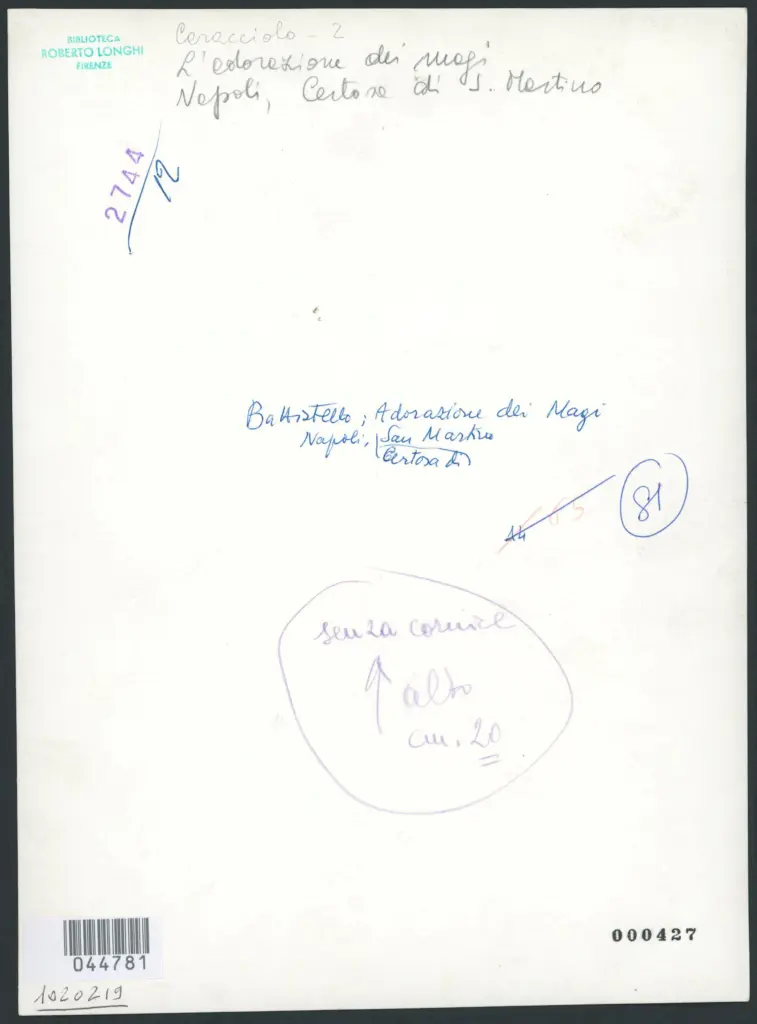 BIBLIOTECA
ROBERTO LONGHI
FIRENZE
Caracciolo - 2
L'adorazione dei magi
Napoli, Certosa di S. Martino
2744
12
Battistello; Adorazione dei Magi
Napoli, San Martino
Certosa di
81
14
senza cornice
alto
cm. 20
000427
044781
1020219